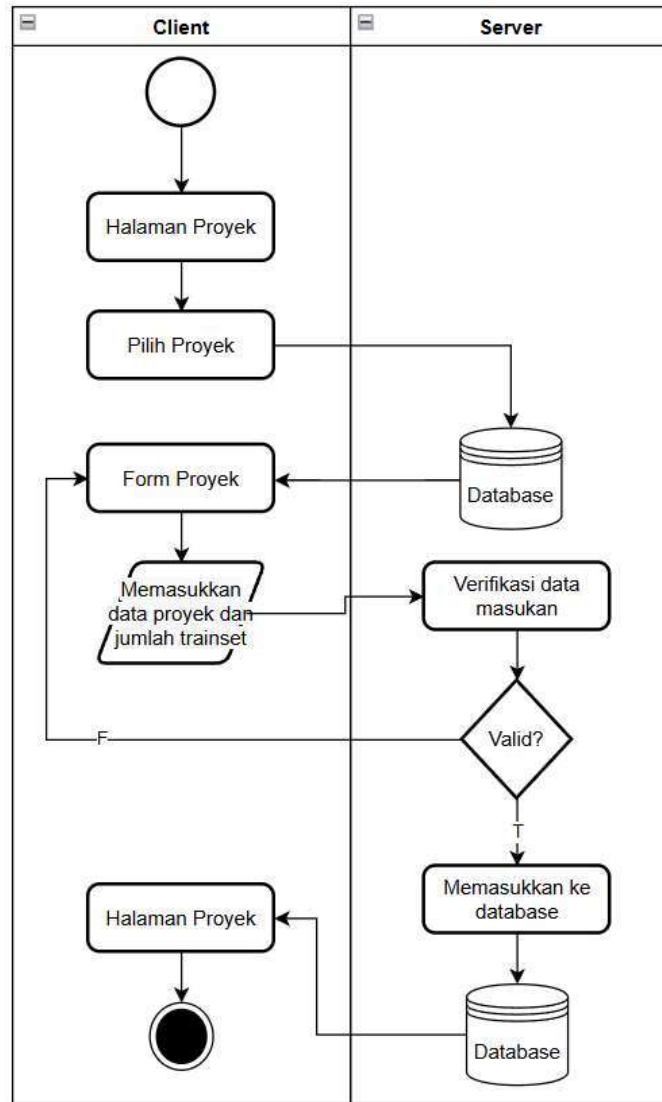 Client
Server
Halaman Proyek
Pilih Proyek
Form Proyek
Database
Memasukkan
data proyek dan
jumlah trainset
Verifikasi data
masukan
Valid?
F
T
Memasukkan ke
database
Halaman Proyek
Database